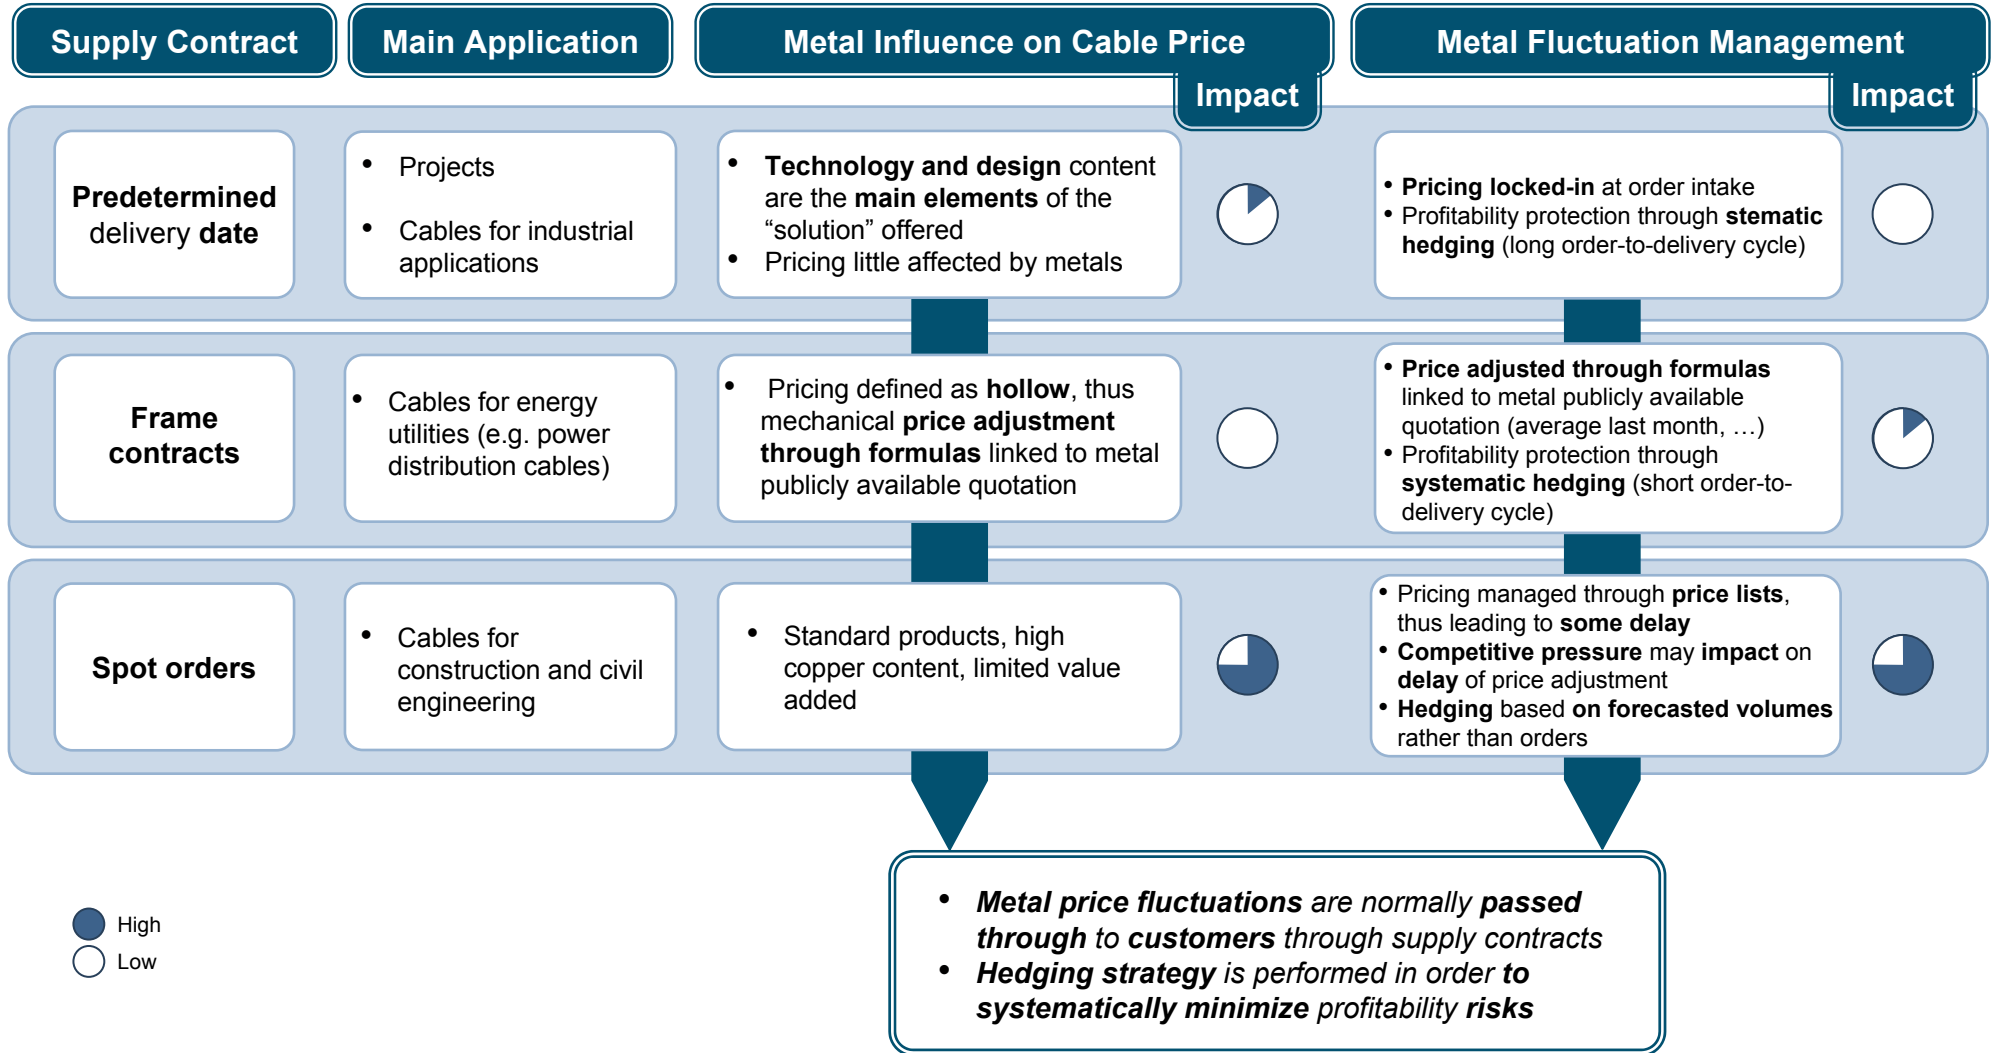 Supply Contract
Main Application
Metal Influence on Cable Price
Impact
Metal Fluctuation Management
Impact
Predetermined
delivery date
• Projects
• Cables for industrial
applications
• Technology and design content
are the main elements of the
“solution” offered
• Pricing little affected by metals
• Pricing locked-in at order intake
• Profitability protection through stematic
hedging (long order-to-delivery cycle)
Frame
contracts
• Cables for energy
utilities (e.g. power
distribution cables)
• Pricing defined as hollow, thus
mechanical price adjustment
through formulas linked to metal
publicly available quotation
• Price adjusted through formulas
linked to metal publicly available
quotation (average last month, …)
• Profitability protection through
systematic hedging (short order-to-
delivery cycle)
Spot orders
• Cables for
construction and civil
engineering
• Standard products, high
copper content, limited value
added
• Pricing managed through price lists,
thus leading to some delay
• Competitive pressure may impact on
delay of price adjustment
• Hedging based on forecasted volumes
rather than orders
High
Low
• Metal price fluctuations are normally passed
through to customers through supply contracts
• Hedging strategy is performed in order to
systematically minimize profitability risks